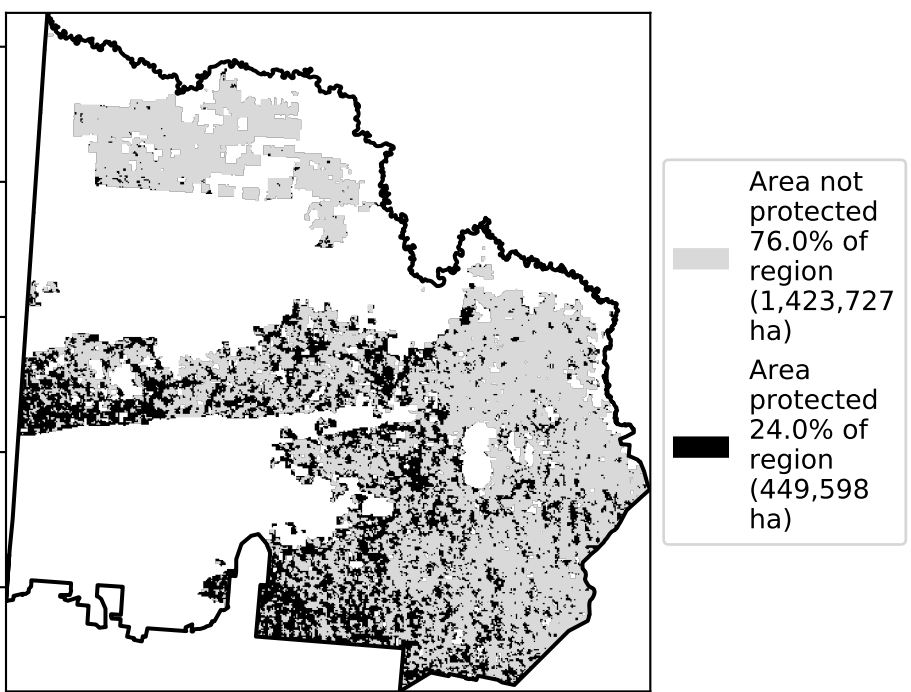 Area not
protected
76.0% of
region
(1,423,727
ha)
Area
protected
24.0% of
region
(449,598
ha)